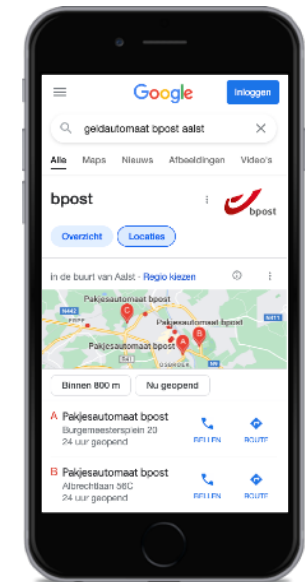 Google
Inloggen
geldautomaat bpost aalst
Alle Maps Nieuws Afbeeldingen Video's
bpost
bpost
Overzicht Locaties
in de buurt van Aalst - Regio kiezen
N442
Pakjesautomaat bpost
C
N411
Pakjesautomaat bpost
B
Pakjesautomaat bpost
A
Binnen 800 m Nu geopend
A Pakjesautomaat bpost
Burgemeestersplein 20
24 uur geopend
BELLEN ROUTE
B Pakjesautomaat bpost
Albrechtlaan 56C
24 uur geopend
BELLEN ROUTE